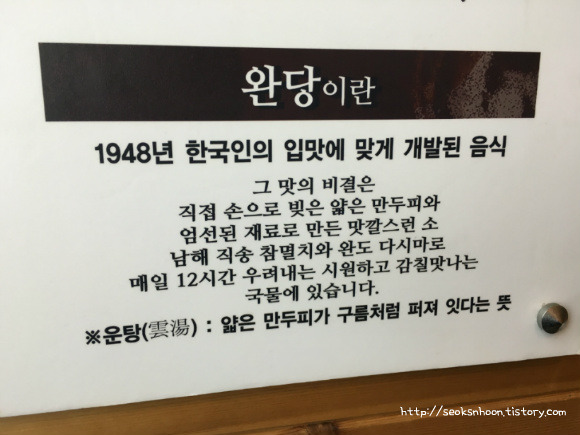 완당이란
1948년 한국인의 입맛에 맞게 개발된 음식
그 맛의 비결은
직접 손으로 빚은 얇은 만두피와
엄선된 재료로 만든 맛깔스런 소
남해 직송 참멸치와 완도 다시마로
매일 12시간 우려내는 시원하고 감칠맛나는
국물에 있습니다.
※운탕(雲湯) : 얇은 만두피가 구름처럼 퍼져 잇다는 뜻
http://seoksnhoon.tistory.com